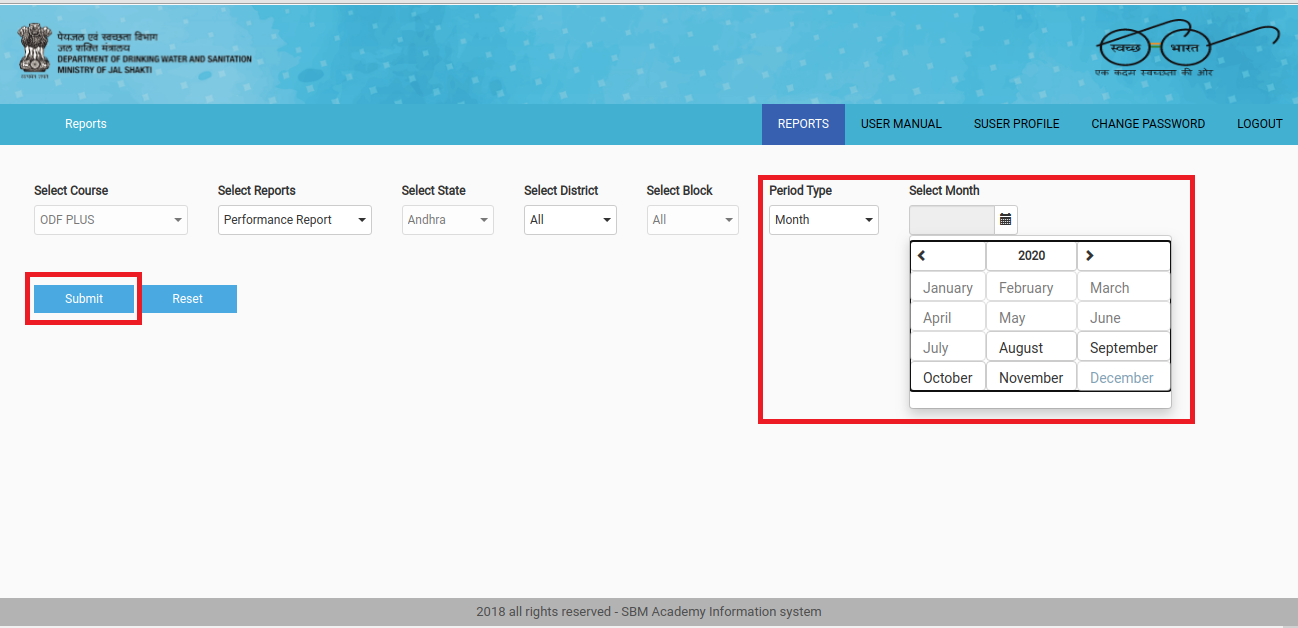 पेयजल एवं स्वच्छता विभाग
जल शक्ति मंत्रालय
DEPARTMENT OF DRINKING WATER AND SANITATION
MINISTRY OF JAL SHAKTI
स्वच्छ भारत
एक कदम स्वच्छता की ओर
Reports
REPORTS USER MANUAL SUSER PROFILE CHANGE PASSWORD LOGOUT
Select Course Select Reports Select State Select District Select Block Period Type Select Month
ODF PLUS Performance Report Andhra All All Month
2020
January February March
April May June
July August September
October November December
Submit Reset
2018 all rights reserved - SBM Academy Information system